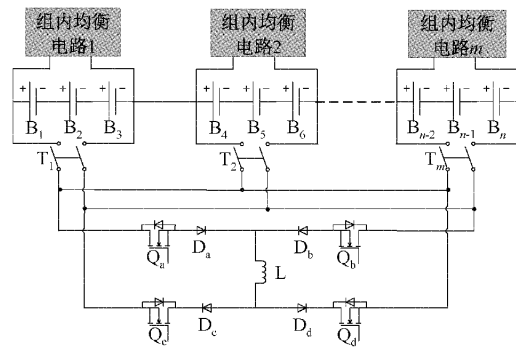 组内均衡
电路1
组内均衡
电路2
组内均衡
电路m
+ - + - + -
+ - + - + -
+ - + - + -
B1 B2 B3
B4 B5 B6
Bn-2 Bn-1 Bn
T1
T2
Tm
Qa
Da
Db
Qb
L
Qc
Dc
Dd
Qd